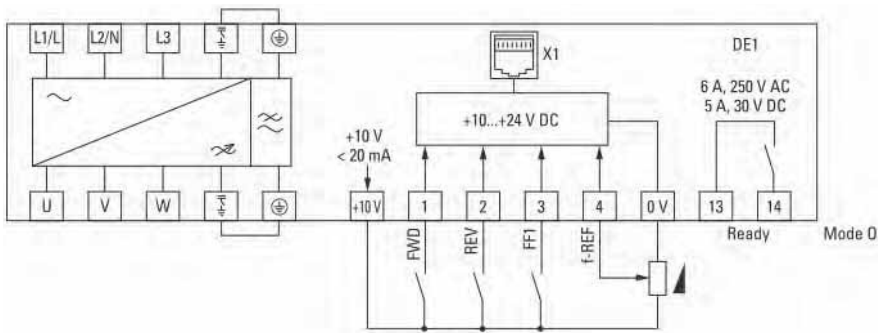 L1/L L2/N L3
X1
DE1
6 A, 250 V AC
5 A, 30 V DC
+10...+24 V DC
+10 V
< 20 mA
U V W +10 V 1 2 3 4 0 V 13 14
FWD REV FF1 f-REF
Ready
Mode 0